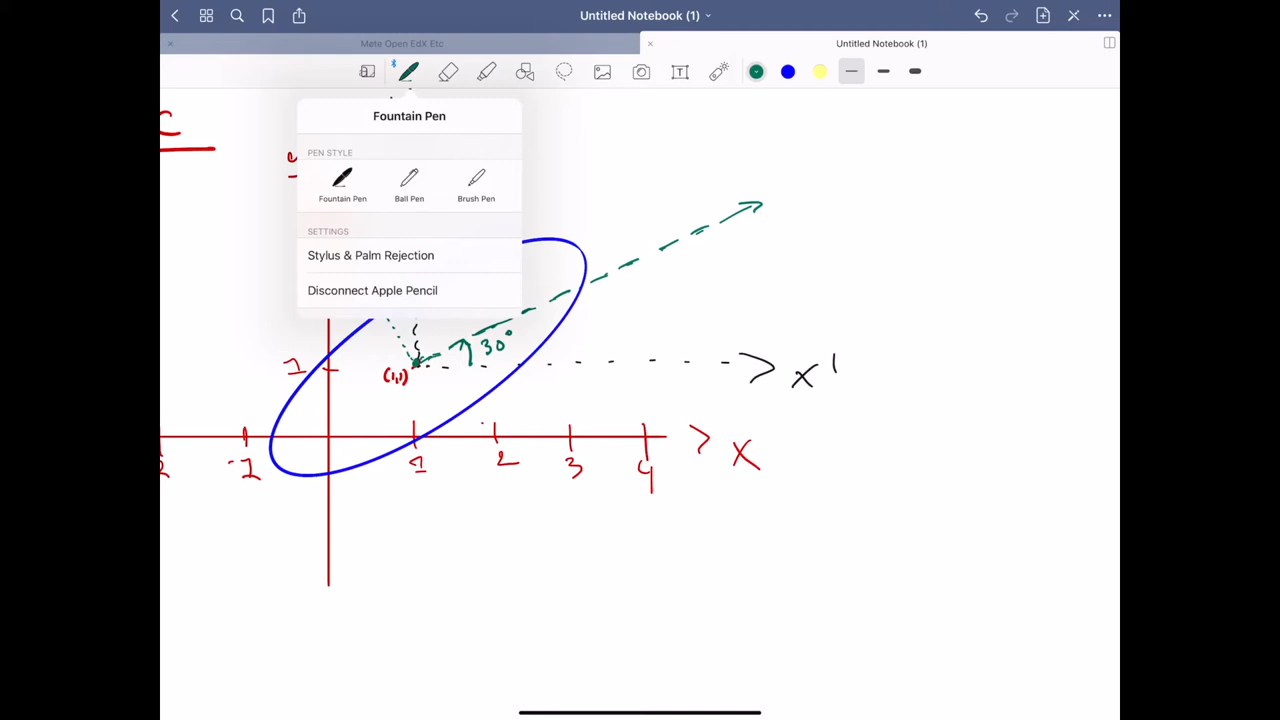 Untitled Notebook (1)
Mete Open EdX Etc
Untitled Notebook (1)
Fountain Pen
PEN STYLE
Fountain Pen
Ball Pen
Brush Pen
SETTINGS
Stylus & Palm Rejection
Disconnect Apple Pencil
30°
1
(1,1)
x'
-1
1
2
3
4
x